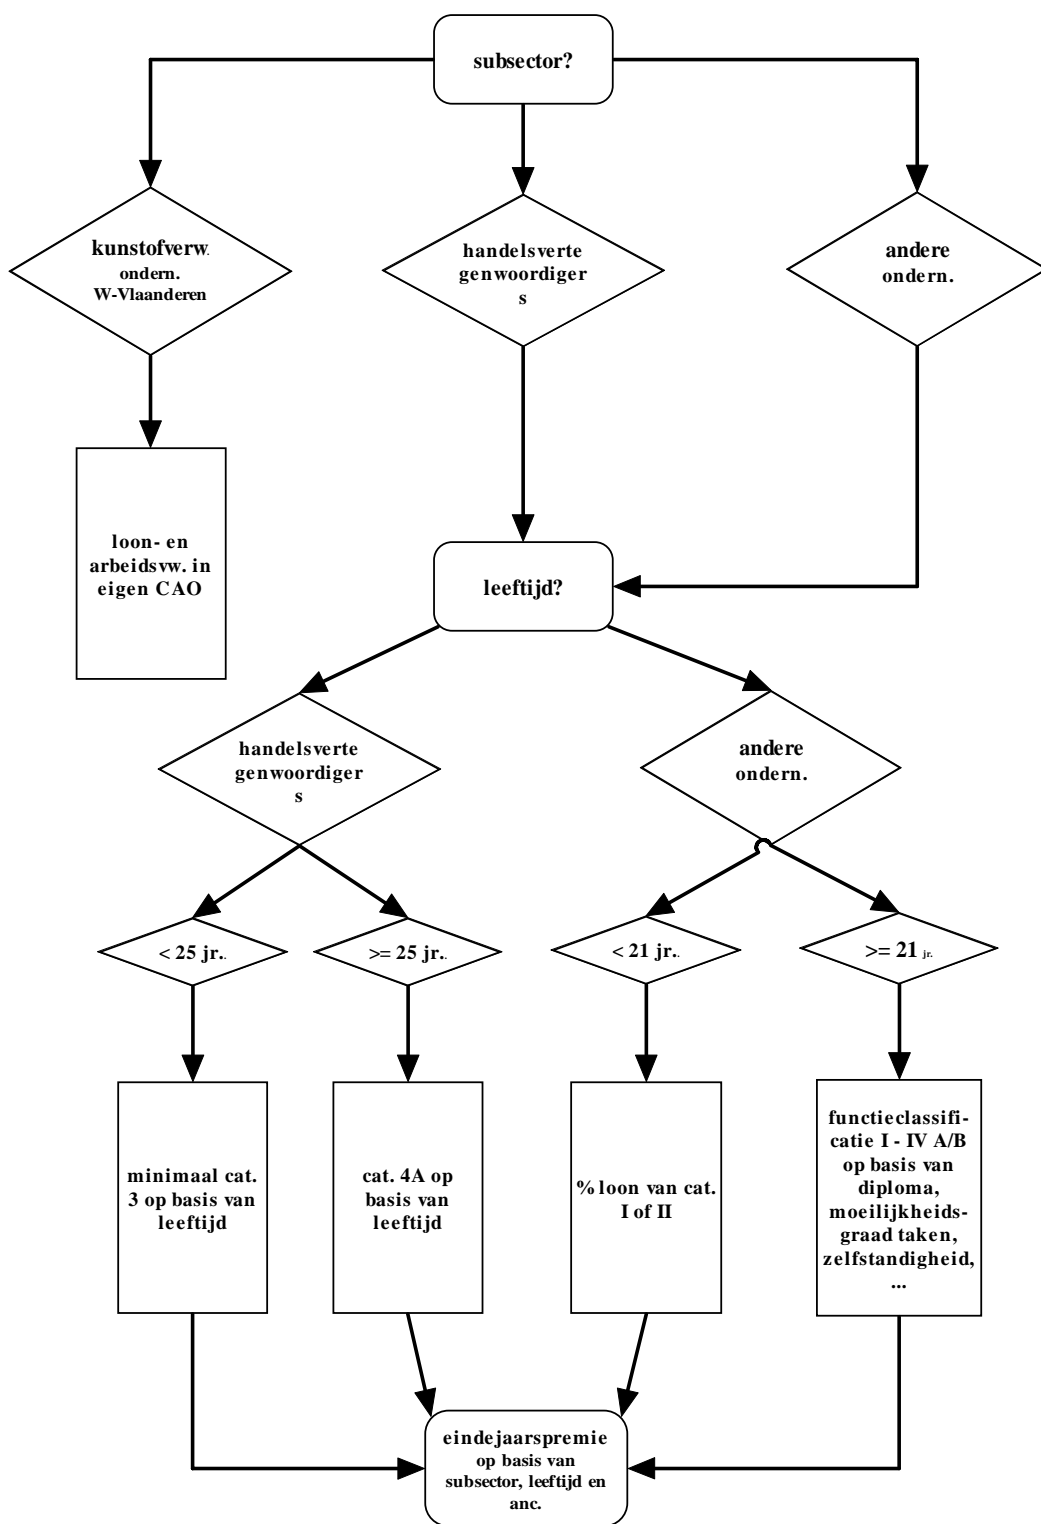 subsector?
kunstofverw.
ondern.
W-Vlaanderen
handelsverte
genwoordiger
s
andere
ondern.
loon- en
arbeidsvw. in
eigen CAO
leeftijd?
handelsverte
genwoordiger
s
andere
ondern.
< 25 jr..
>= 25 jr..
< 21 jr..
>= 21 jr.
minimaal cat.
3 op basis van
leeftijd
cat. 4A op
basis van
leeftijd
% loon van cat.
I of II
functieclassifi-
catie I - IV A/B
op basis van
diploma,
moeilijkheids-
graad taken,
zelfstandigheid,
...
eindejaarspremie
op basis van
subsector, leeftijd en
anc.